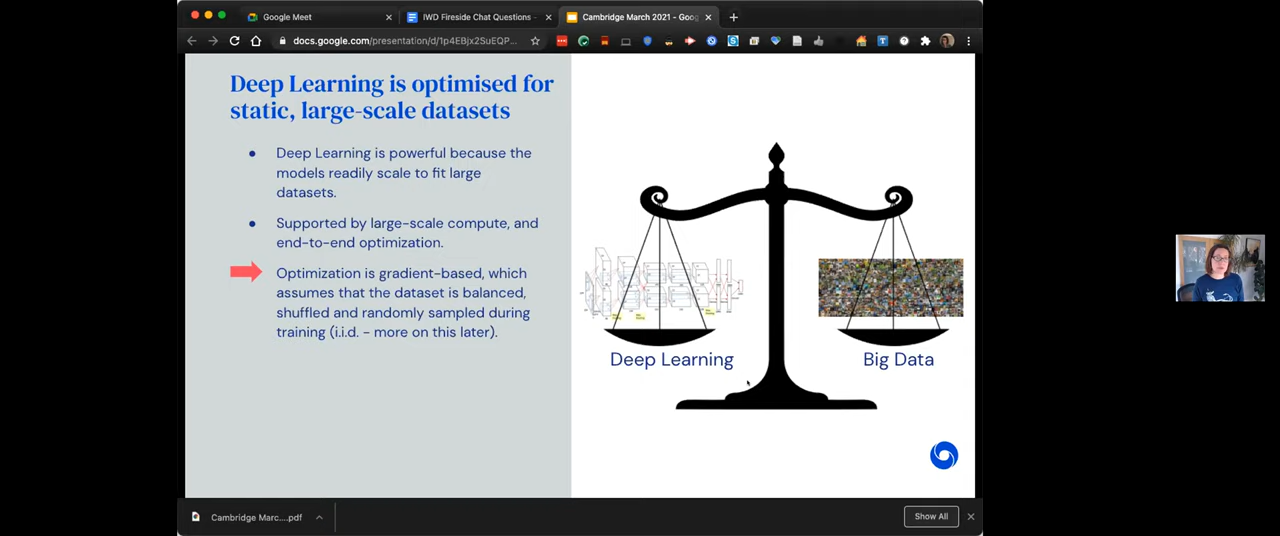 Google Meet
IWD Fireside Chat Questions -
Cambridge March 2021 - Goog
docs.google.com/presentation/d/1p4EBjx2SuEQP...
Deep Learning is optimised for
static, large-scale datasets
Deep Learning is powerful because the
models readily scale to fit large
datasets.
Supported by large-scale compute, and
end-to-end optimization.
Optimization is gradient-based, which
assumes that the dataset is balanced,
shuffled and randomly sampled during
training (i.i.d. - more on this later).
Deep Learning
Big Data
Cambridge Marc....pdf
Show All